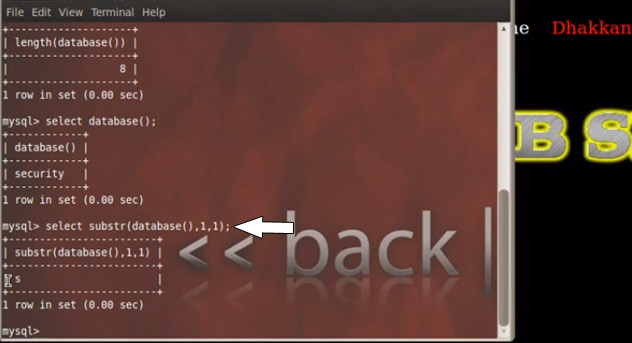 File Edit View Terminal Help
+--------------------+
| length(database()) |
+--------------------+
|                  8 |
+--------------------+
1 row in set (0.00 sec)
mysql> select database();
+------------+
| database() |
+------------+
| security   |
+------------+
1 row in set (0.00 sec)
mysql> select substr(database(),1,1);
+------------------------+
| substr(database(),1,1) |
+------------------------+
| s                      |
+------------------------+
1 row in set (0.00 sec)
mysql>
<< back |
Dhakkan